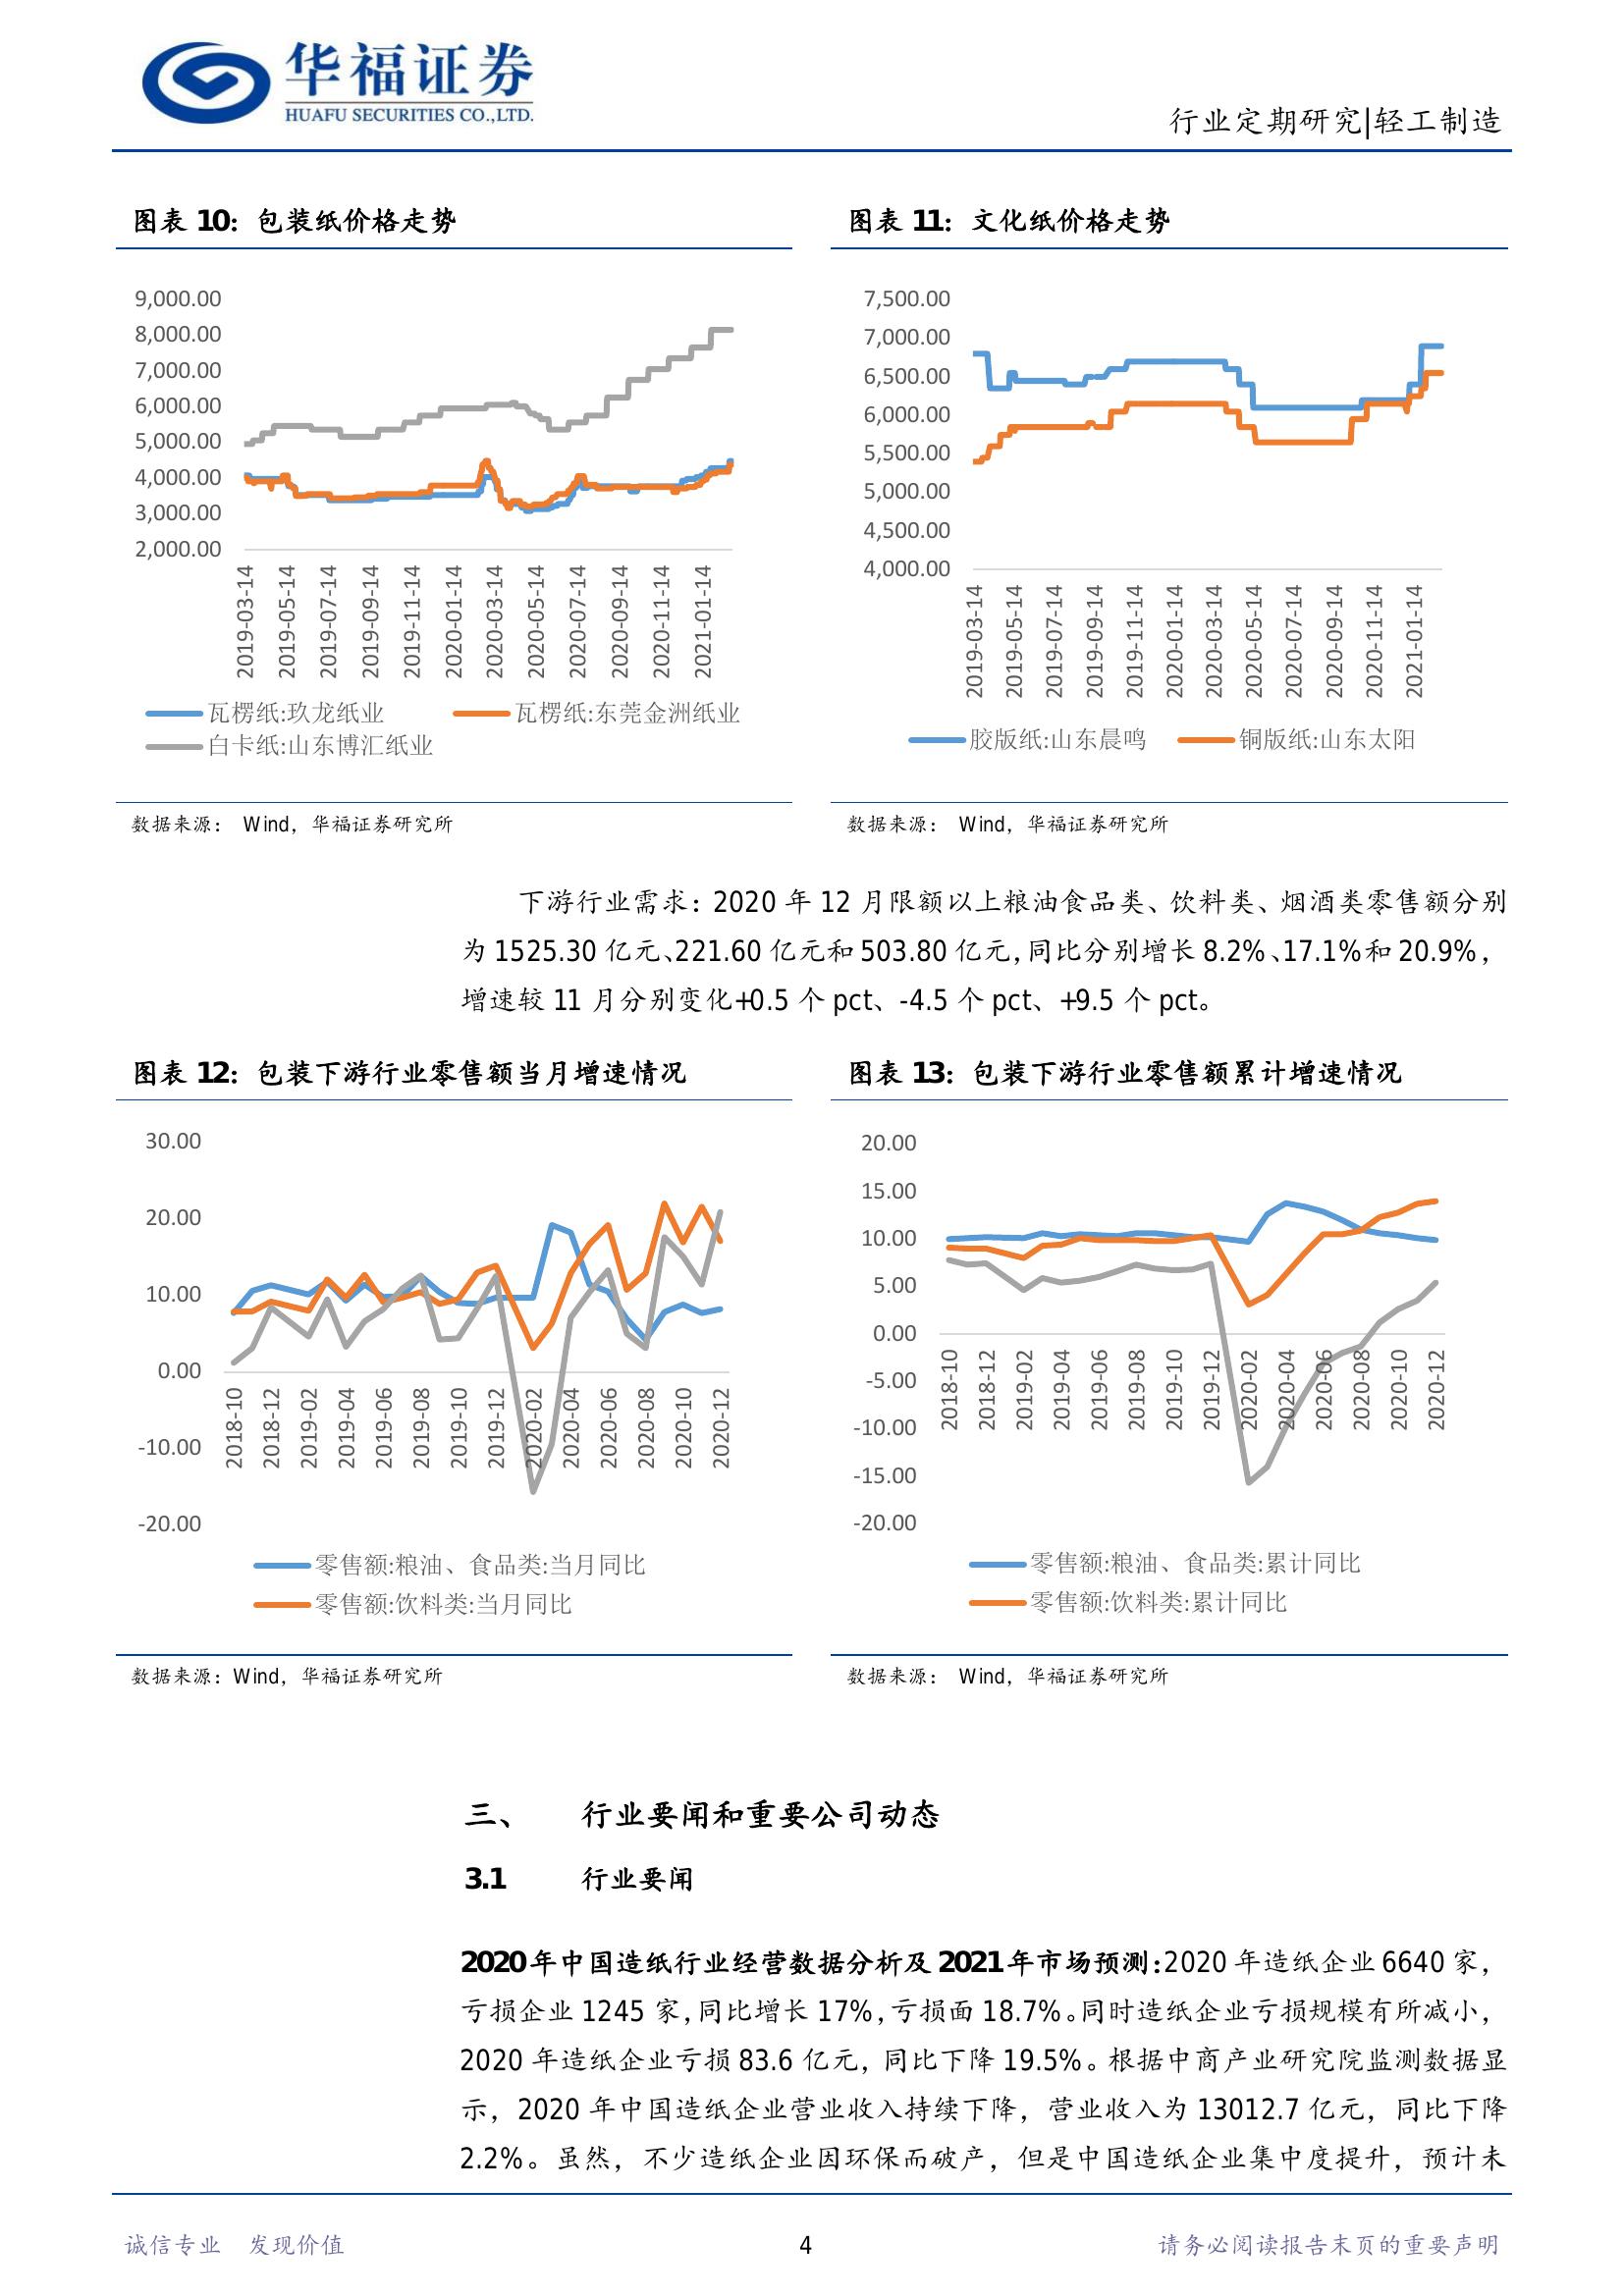 华福证券
HUAFU SECURITIES CO.,LTD.
行业定期研究|轻工制造
图表 10：包装纸价格走势
9,000.00
8,000.00
7,000.00
6,000.00
5,000.00
4,000.00
3,000.00
2,000.00
2019-03-14
2019-05-14
2019-07-14
2019-09-14
2019-11-14
2020-01-14
2020-03-14
2020-05-14
2020-07-14
2020-09-14
2020-11-14
2021-01-14
瓦楞纸:玖龙纸业
瓦楞纸:东莞金洲纸业
白卡纸:山东博汇纸业
数据来源： Wind，华福证券研究所
图表 11：文化纸价格走势
7,500.00
7,000.00
6,500.00
6,000.00
5,500.00
5,000.00
4,500.00
4,000.00
2019-03-14
2019-05-14
2019-07-14
2019-09-14
2019-11-14
2020-01-14
2020-03-14
2020-05-14
2020-07-14
2020-09-14
2020-11-14
2021-01-14
胶版纸:山东晨鸣
铜版纸:山东太阳
数据来源： Wind，华福证券研究所
下游行业需求：2020 年 12 月限额以上粮油食品类、饮料类、烟酒类零售额分别
为 1525.30 亿元、221.60 亿元和 503.80 亿元，同比分别增长 8.2%、17.1%和 20.9%，
增速较 11 月分别变化+0.5 个 pct、-4.5 个 pct、+9.5 个 pct。
图表 12：包装下游行业零售额当月增速情况
30.00
20.00
10.00
0.00
-10.00
-20.00
2018-10
2018-12
2019-02
2019-04
2019-06
2019-08
2019-10
2019-12
2020-02
2020-04
2020-06
2020-08
2020-10
2020-12
零售额:粮油、食品类:当月同比
零售额:饮料类:当月同比
数据来源：Wind，华福证券研究所
图表 13：包装下游行业零售额累计增速情况
20.00
15.00
10.00
5.00
0.00
-5.00
-10.00
-15.00
-20.00
2018-10
2018-12
2019-02
2019-04
2019-06
2019-08
2019-10
2019-12
2020-02
2020-04
2020-06
2020-08
2020-10
2020-12
零售额:粮油、食品类:累计同比
零售额:饮料类:累计同比
数据来源： Wind，华福证券研究所
三、 行业要闻和重要公司动态
3.1 行业要闻
2020 年中国造纸行业经营数据分析及 2021 年市场预测：2020 年造纸企业 6640 家，
亏损企业 1245 家，同比增长 17%，亏损面 18.7%。同时造纸企业亏损规模有所减小，
2020 年造纸企业亏损 83.6 亿元，同比下降 19.5%。根据中商产业研究院监测数据显
示，2020 年中国造纸企业营业收入持续下降，营业收入为 13012.7 亿元，同比下降
2.2%。虽然，不少造纸企业因环保而破产，但是中国造纸企业集中度提升，预计未
诚信专业 发现价值
4
请务必阅读报告末页的重要声明